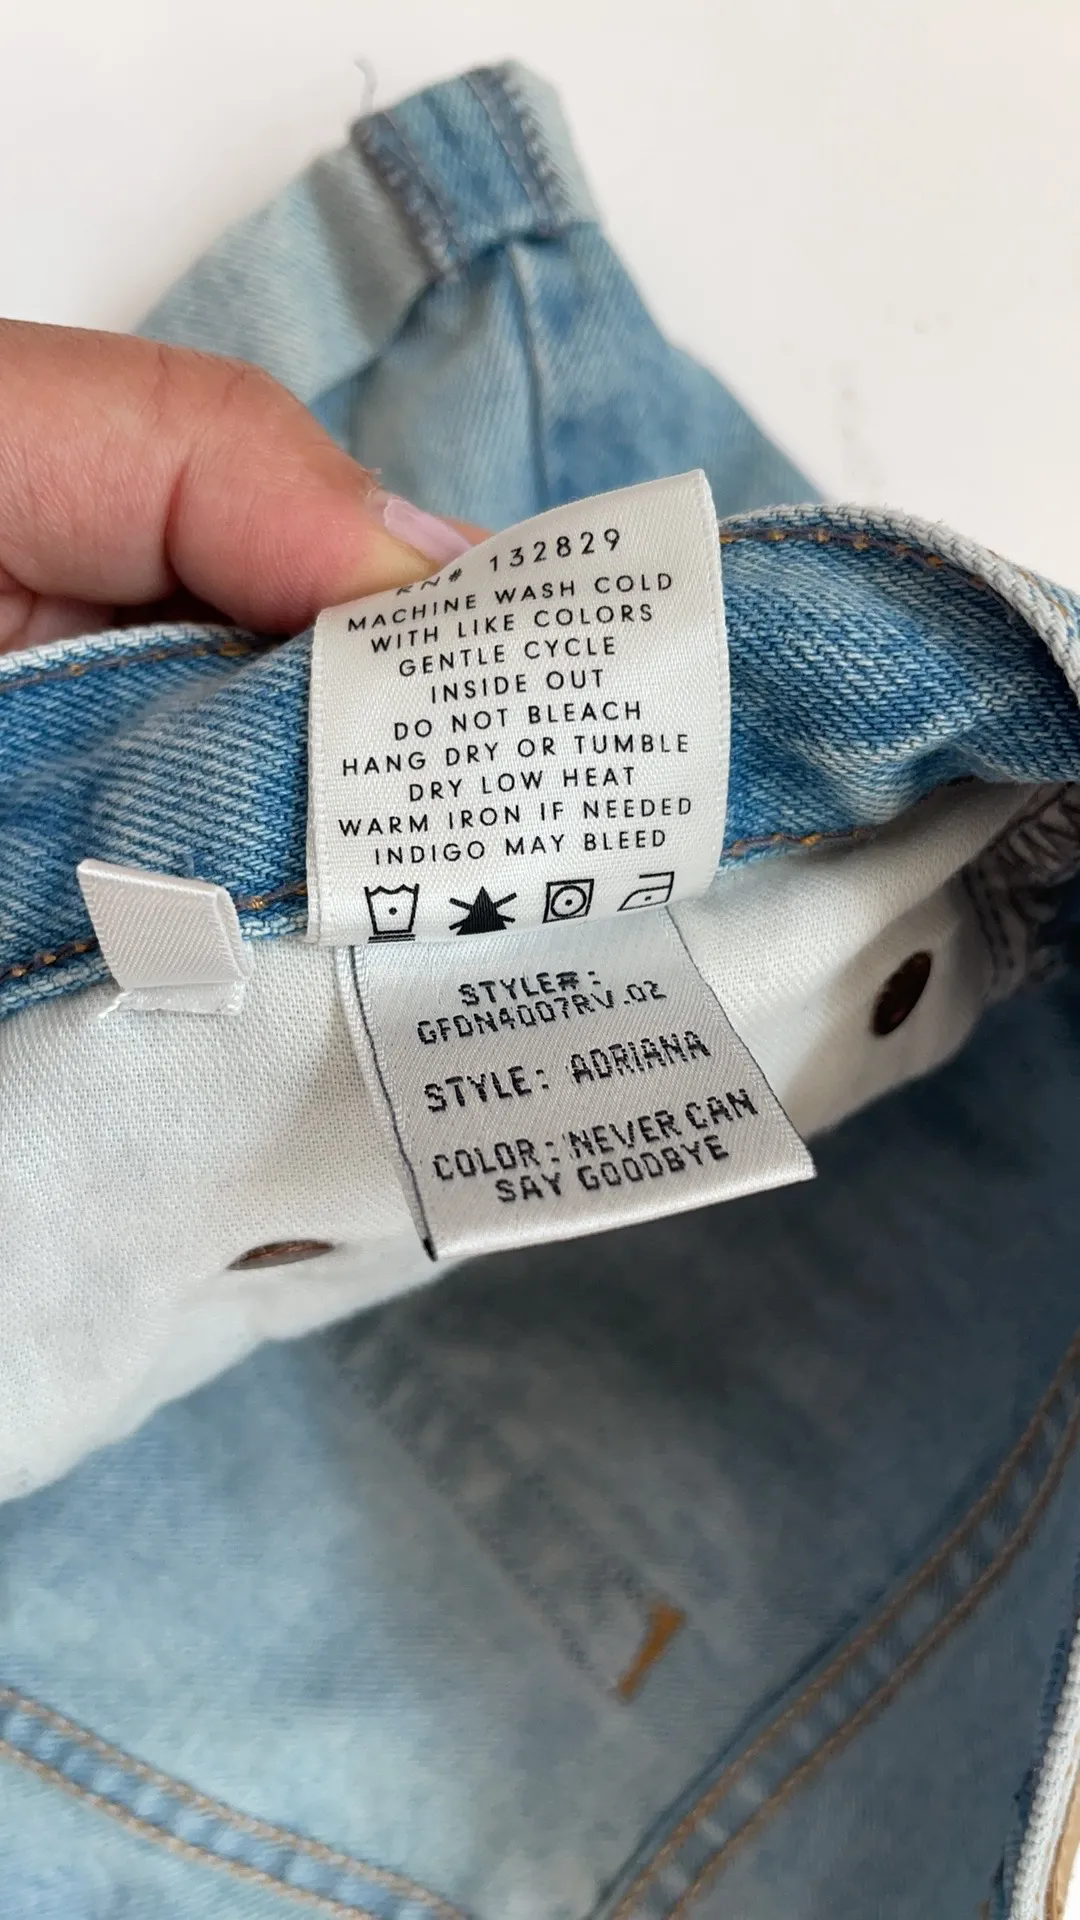 RN# 132829
MACHINE WASH COLD
WITH LIKE COLORS
GENTLE CYCLE
INSIDE OUT
DO NOT BLEACH
HANG DRY OR TUMBLE
DRY LOW HEAT
WARM IRON IF NEEDED
INDIGO MAY BLEED
STYLE#:
GFDN4007RV.02
STYLE: ADRIANA
COLOR: NEVER CAN
SAY GOODBYE